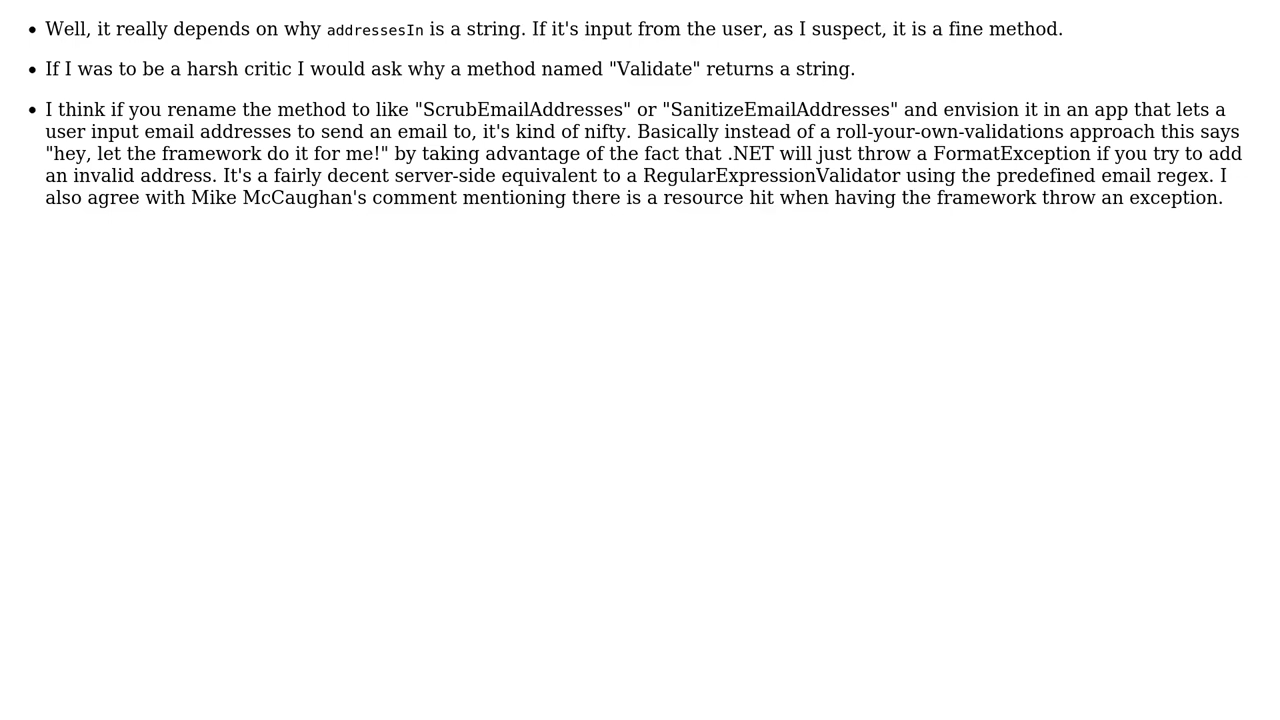 Well, it really depends on why addressesIn is a string. If it's input from the user, as I suspect, it is a fine method.
If I was to be a harsh critic I would ask why a method named "Validate" returns a string.
I think if you rename the method to like "ScrubEmailAddresses" or "SanitizeEmailAddresses" and envision it in an app that lets a
user input email addresses to send an email to, it's kind of nifty. Basically instead of a roll-your-own-validations approach this says
"hey, let the framework do it for me!" by taking advantage of the fact that .NET will just throw a FormatException if you try to add
an invalid address. It's a fairly decent server-side equivalent to a RegularExpressionValidator using the predefined email regex. I
also agree with Mike McCaughan's comment mentioning there is a resource hit when having the framework throw an exception.